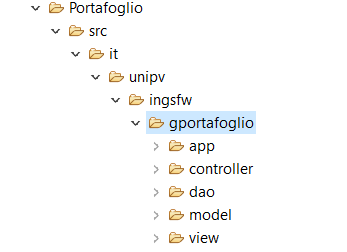 Portafoglio
src
it
unipv
ingsfw
gportafoglio
app
controller
dao
model
view